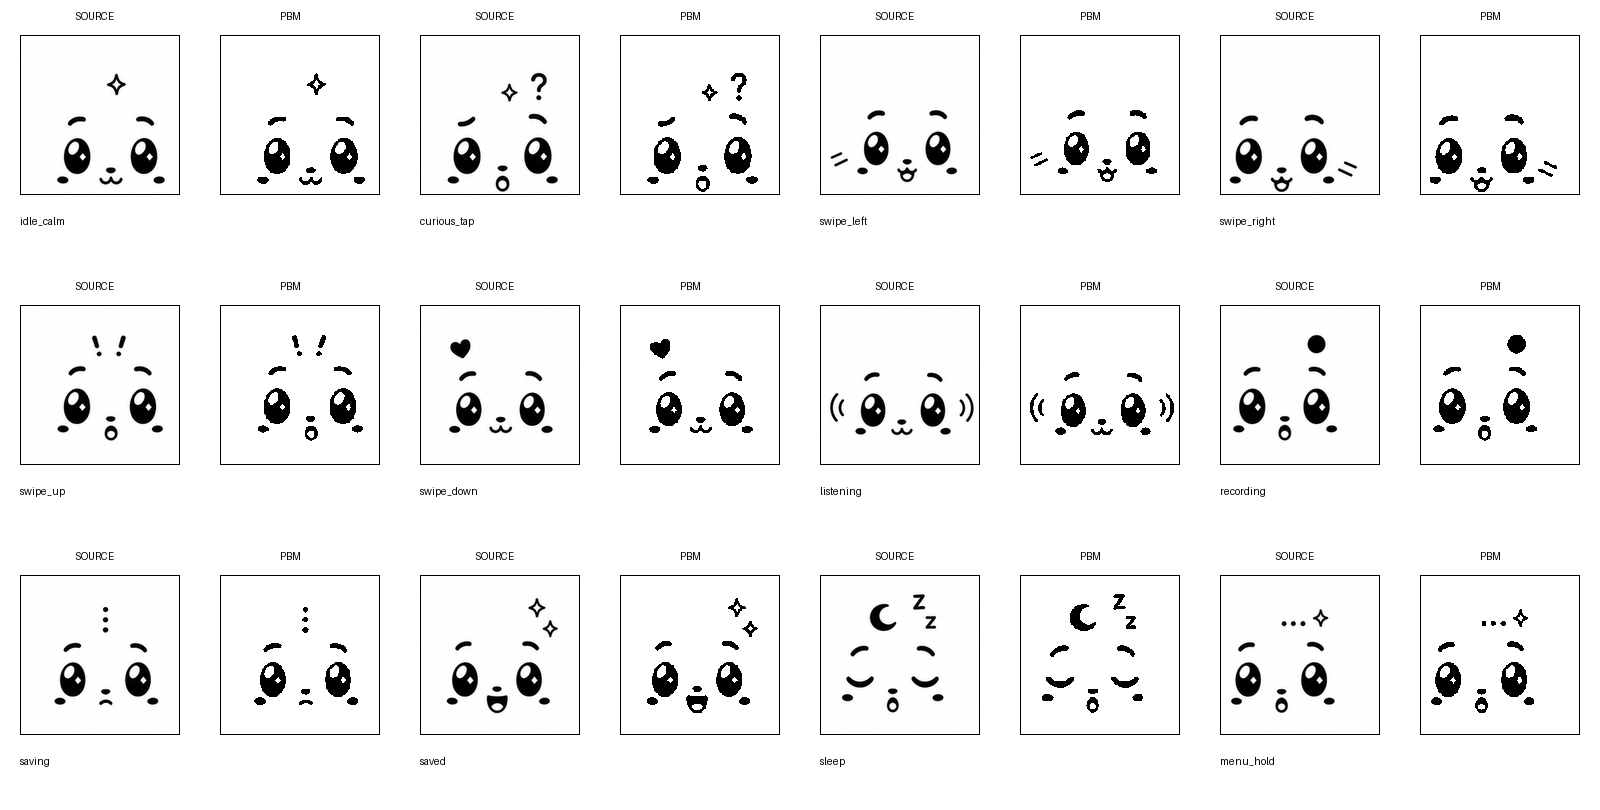 SOURCE PBM SOURCE PBM SOURCE PBM SOURCE PBM
?  ?
idle_calm curious_tap swipe_left swipe_right
SOURCE PBM SOURCE PBM SOURCE PBM SOURCE PBM
! ! ! !
swipe_up swipe_down listening recording
SOURCE PBM SOURCE PBM SOURCE PBM SOURCE PBM
Z Z
z z
... ...
saving saved sleep menu_hold